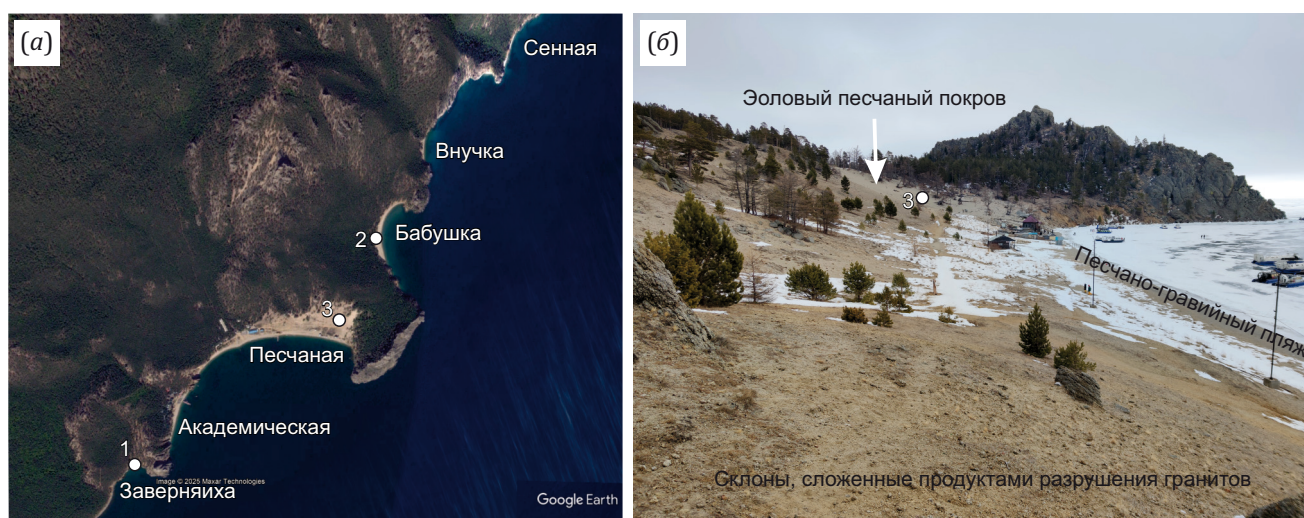 (а)
Сенная
Внучка
2
Бабушка
3
Песчаная
Академическая
1
Image © 2025 Maxar Technologies
Заверняиха
Google Earth
(б)
Эоловый песчаный покров
3
Песчано-гравийный пляж
Склоны, сложенные продуктами разрушения гранитов